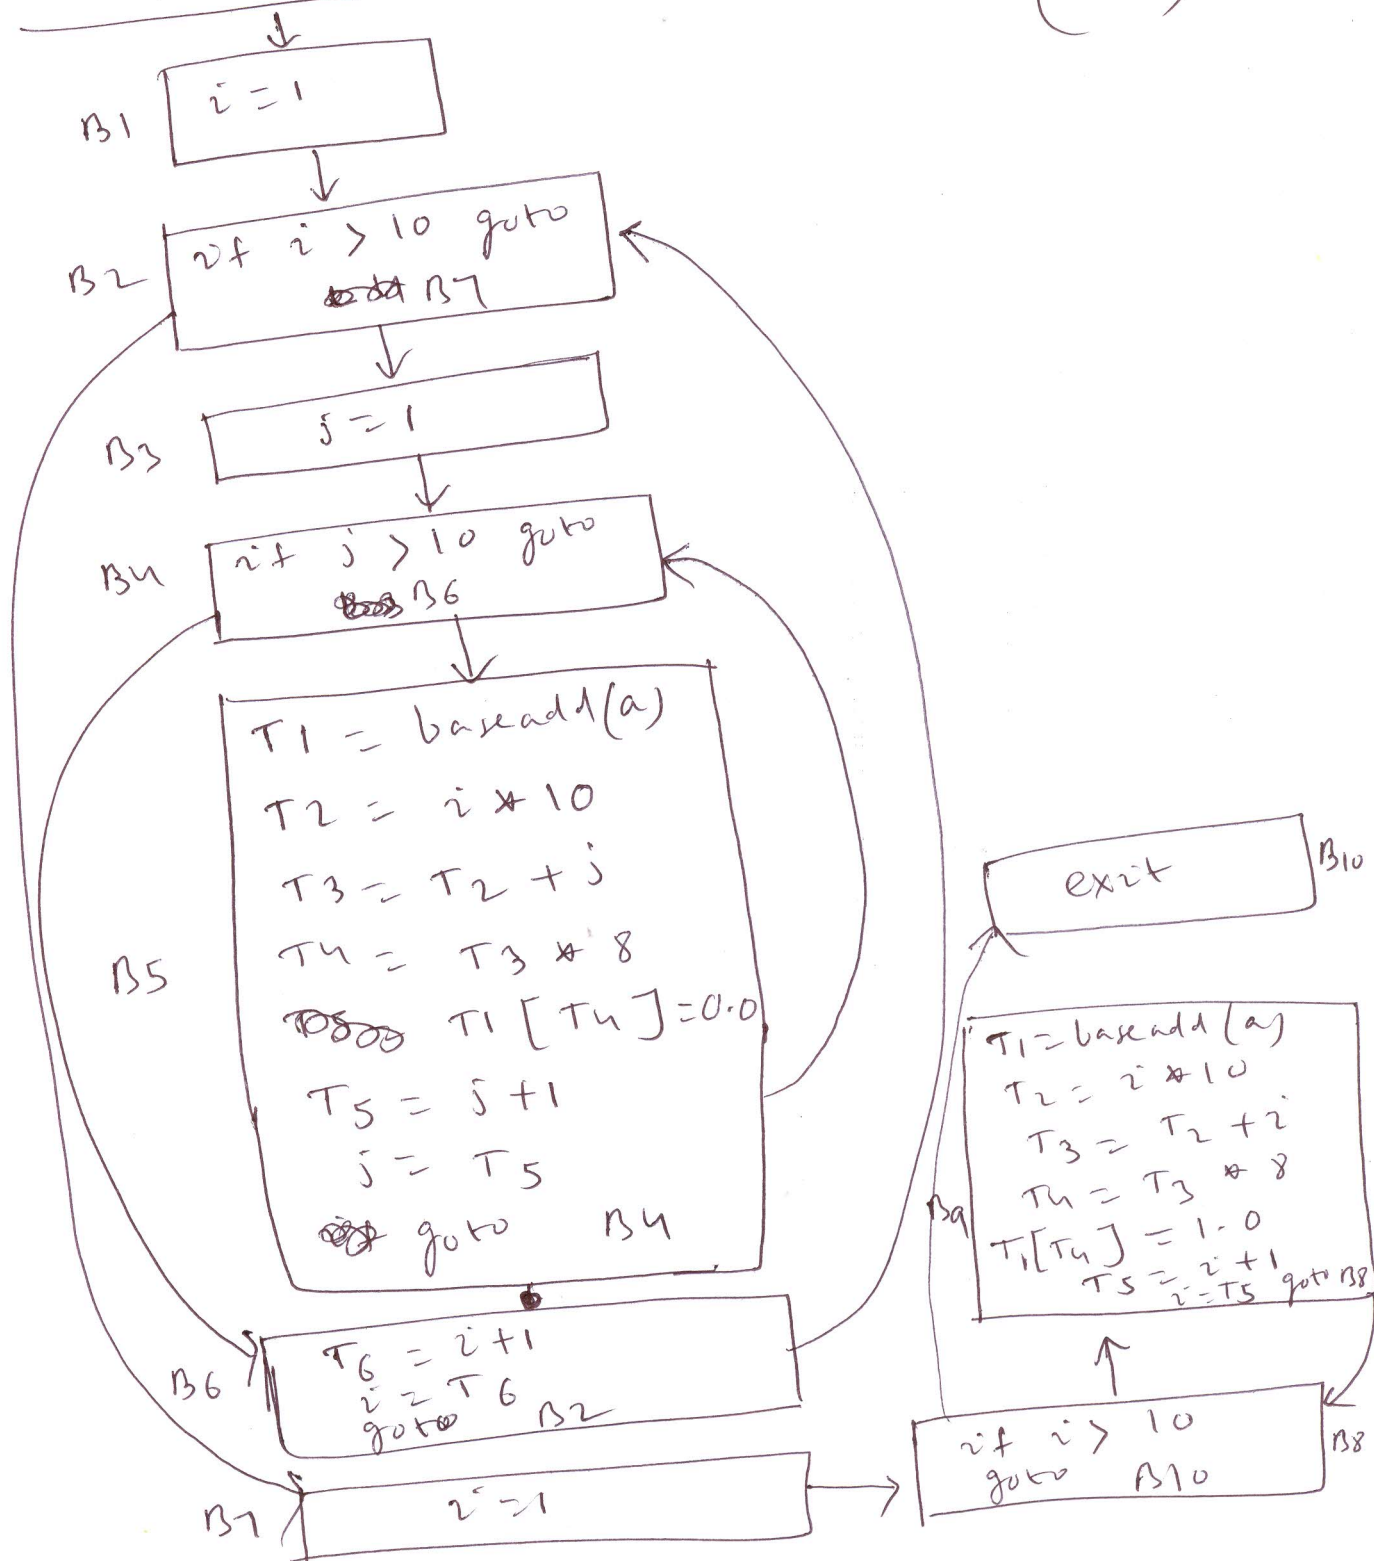 B1
i = 1
B2
if i > 10 goto
B7
B3
j = 1
B4
if j > 10 goto
B6
B5
T1 = baseadd(a)
T2 = i * 10
T3 = T2 + j
T4 = T3 * 8
T1 [ T4 ] = 0.0
T5 = j + 1
j = T5
goto B4
B6
T6 = i + 1
i = T6
goto B2
B7
i = 1
B8
if i > 10
goto B10
B9
T1 = baseadd (a)
T2 = i * 10
T3 = T2 + i
T4 = T3 * 8
T1[T4] = 1.0
T5 = i + 1
i = T5 goto B8
B10
exit